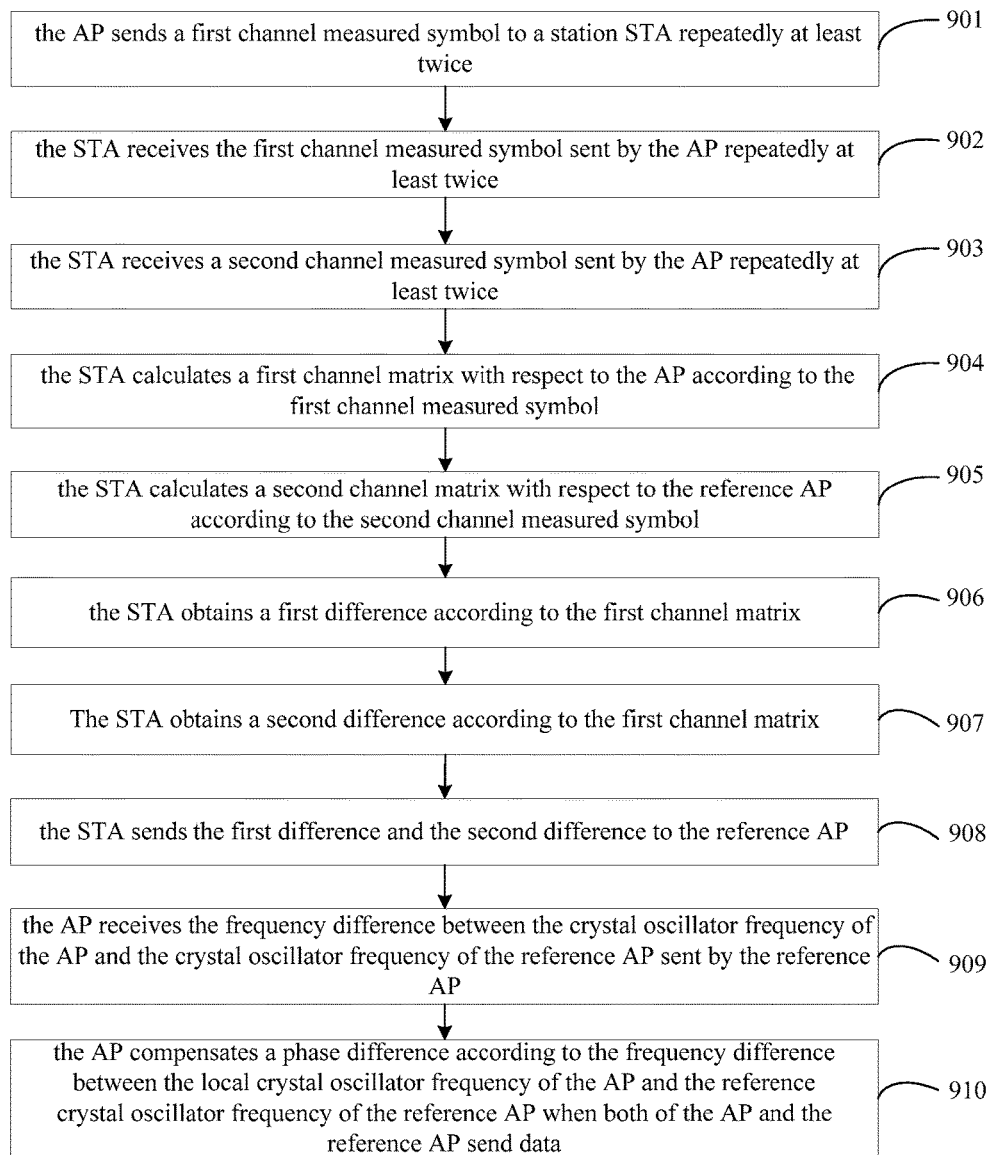 the AP sends a first channel measured symbol to a station STA repeatedly at least
twice
901
the STA receives the first channel measured symbol sent by the AP repeatedly at
least twice
902
the STA receives a second channel measured symbol sent by the AP repeatedly at
least twice
903
the STA calculates a first channel matrix with respect to the AP according to the
first channel measured symbol
904
the STA calculates a second channel matrix with respect to the reference AP
according to the second channel measured symbol
905
the STA obtains a first difference according to the first channel matrix
906
The STA obtains a second difference according to the first channel matrix
907
the STA sends the first difference and the second difference to the reference AP
908
the AP receives the frequency difference between the crystal oscillator frequency of
the AP and the crystal oscillator frequency of the reference AP sent by the reference
AP
909
the AP compensates a phase difference according to the frequency difference
between the local crystal oscillator frequency of the AP and the reference
crystal oscillator frequency of the reference AP when both of the AP and the
reference AP send data
910